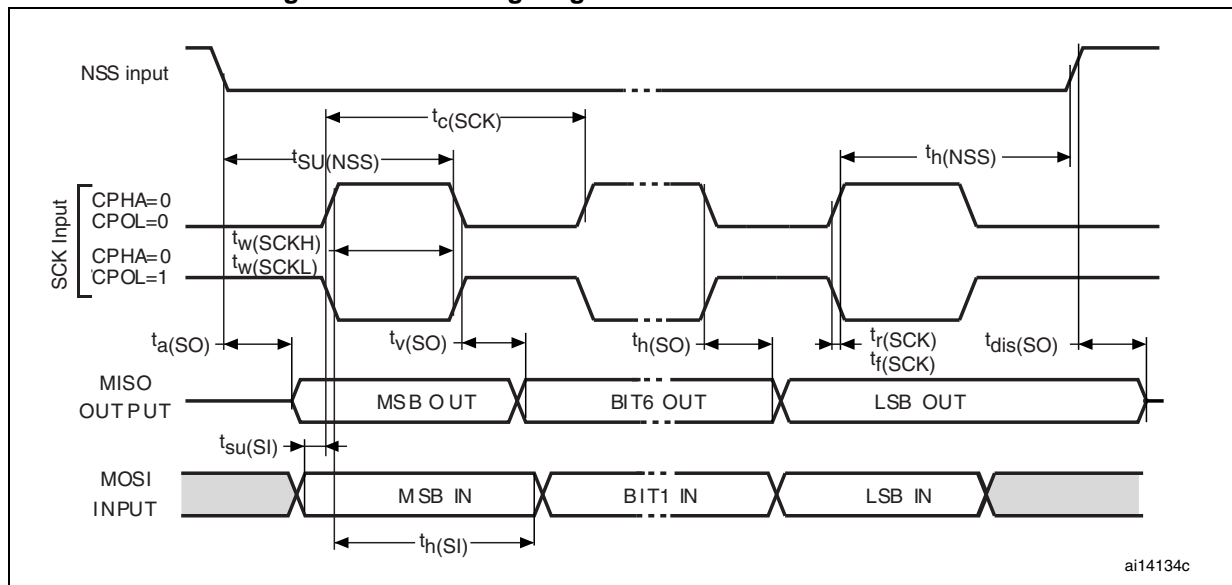 NSS input
tc(SCK)
tSU(NSS)
th(NSS)
SCK Input
CPHA=0
CPOL=0
tw(SCKH)
CPHA=0
tw(SCKL)
CPOL=1
ta(SO)
tv(SO)
th(SO)
tr(SCK)
tf(SCK)
tdis(SO)
MISO
OUTPUT
MSB OUT
BIT6 OUT
LSB OUT
tsu(SI)
MOSI
INPUT
MSB IN
BIT1 IN
LSB IN
th(SI)
ai14134c